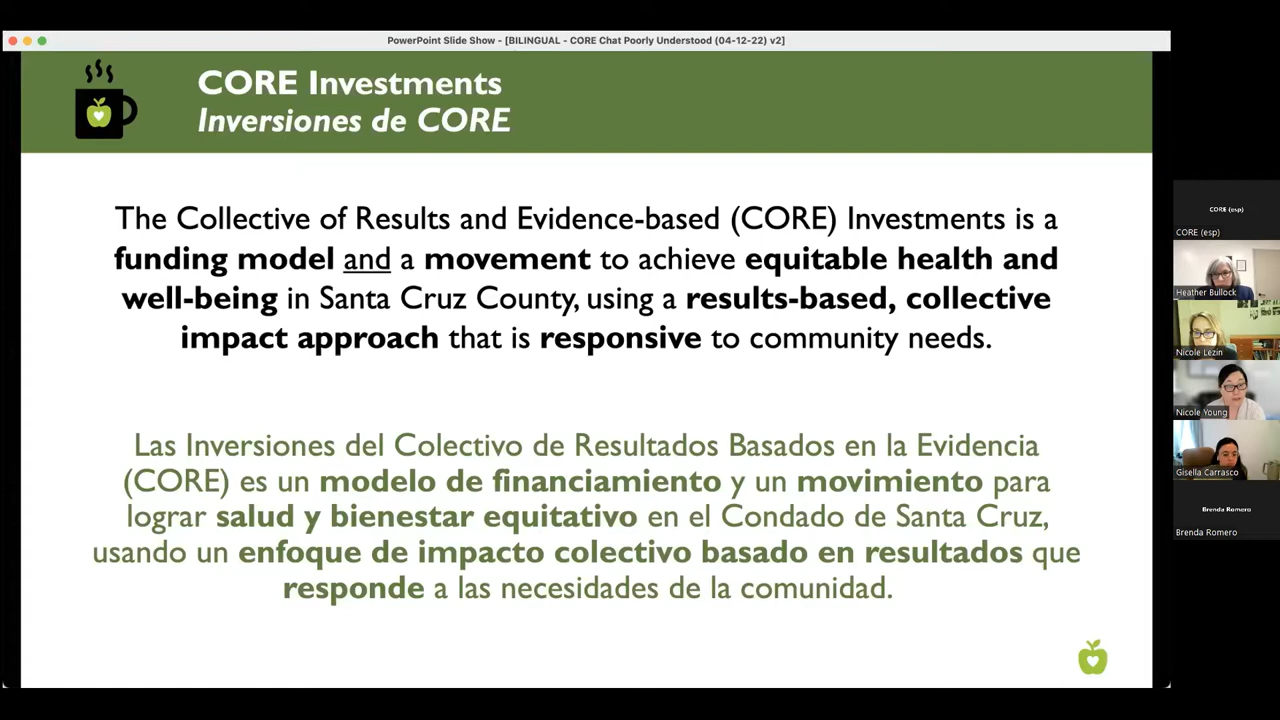 PowerPoint Slide Show - [BILINGUAL - CORE Chat Poorly Understood (04-12-22) v2]
CORE Investments
Inversiones de CORE
The Collective of Results and Evidence-based (CORE) Investments is a
funding model and a movement to achieve equitable health and
well-being in Santa Cruz County, using a results-based, collective
impact approach that is responsive to community needs.
Las Inversiones del Colectivo de Resultados Basados en la Evidencia
(CORE) es un modelo de financiamiento y un movimiento para
lograr salud y bienestar equitativo en el Condado de Santa Cruz,
usando un enfoque de impacto colectivo basado en resultados que
responde a las necesidades de la comunidad.
CORE (esp)
CORE (esp)
Heather Bullock
Nicole Lezin
Nicole Young
Gisella Carrasco
Brenda Romero
Brenda Romero